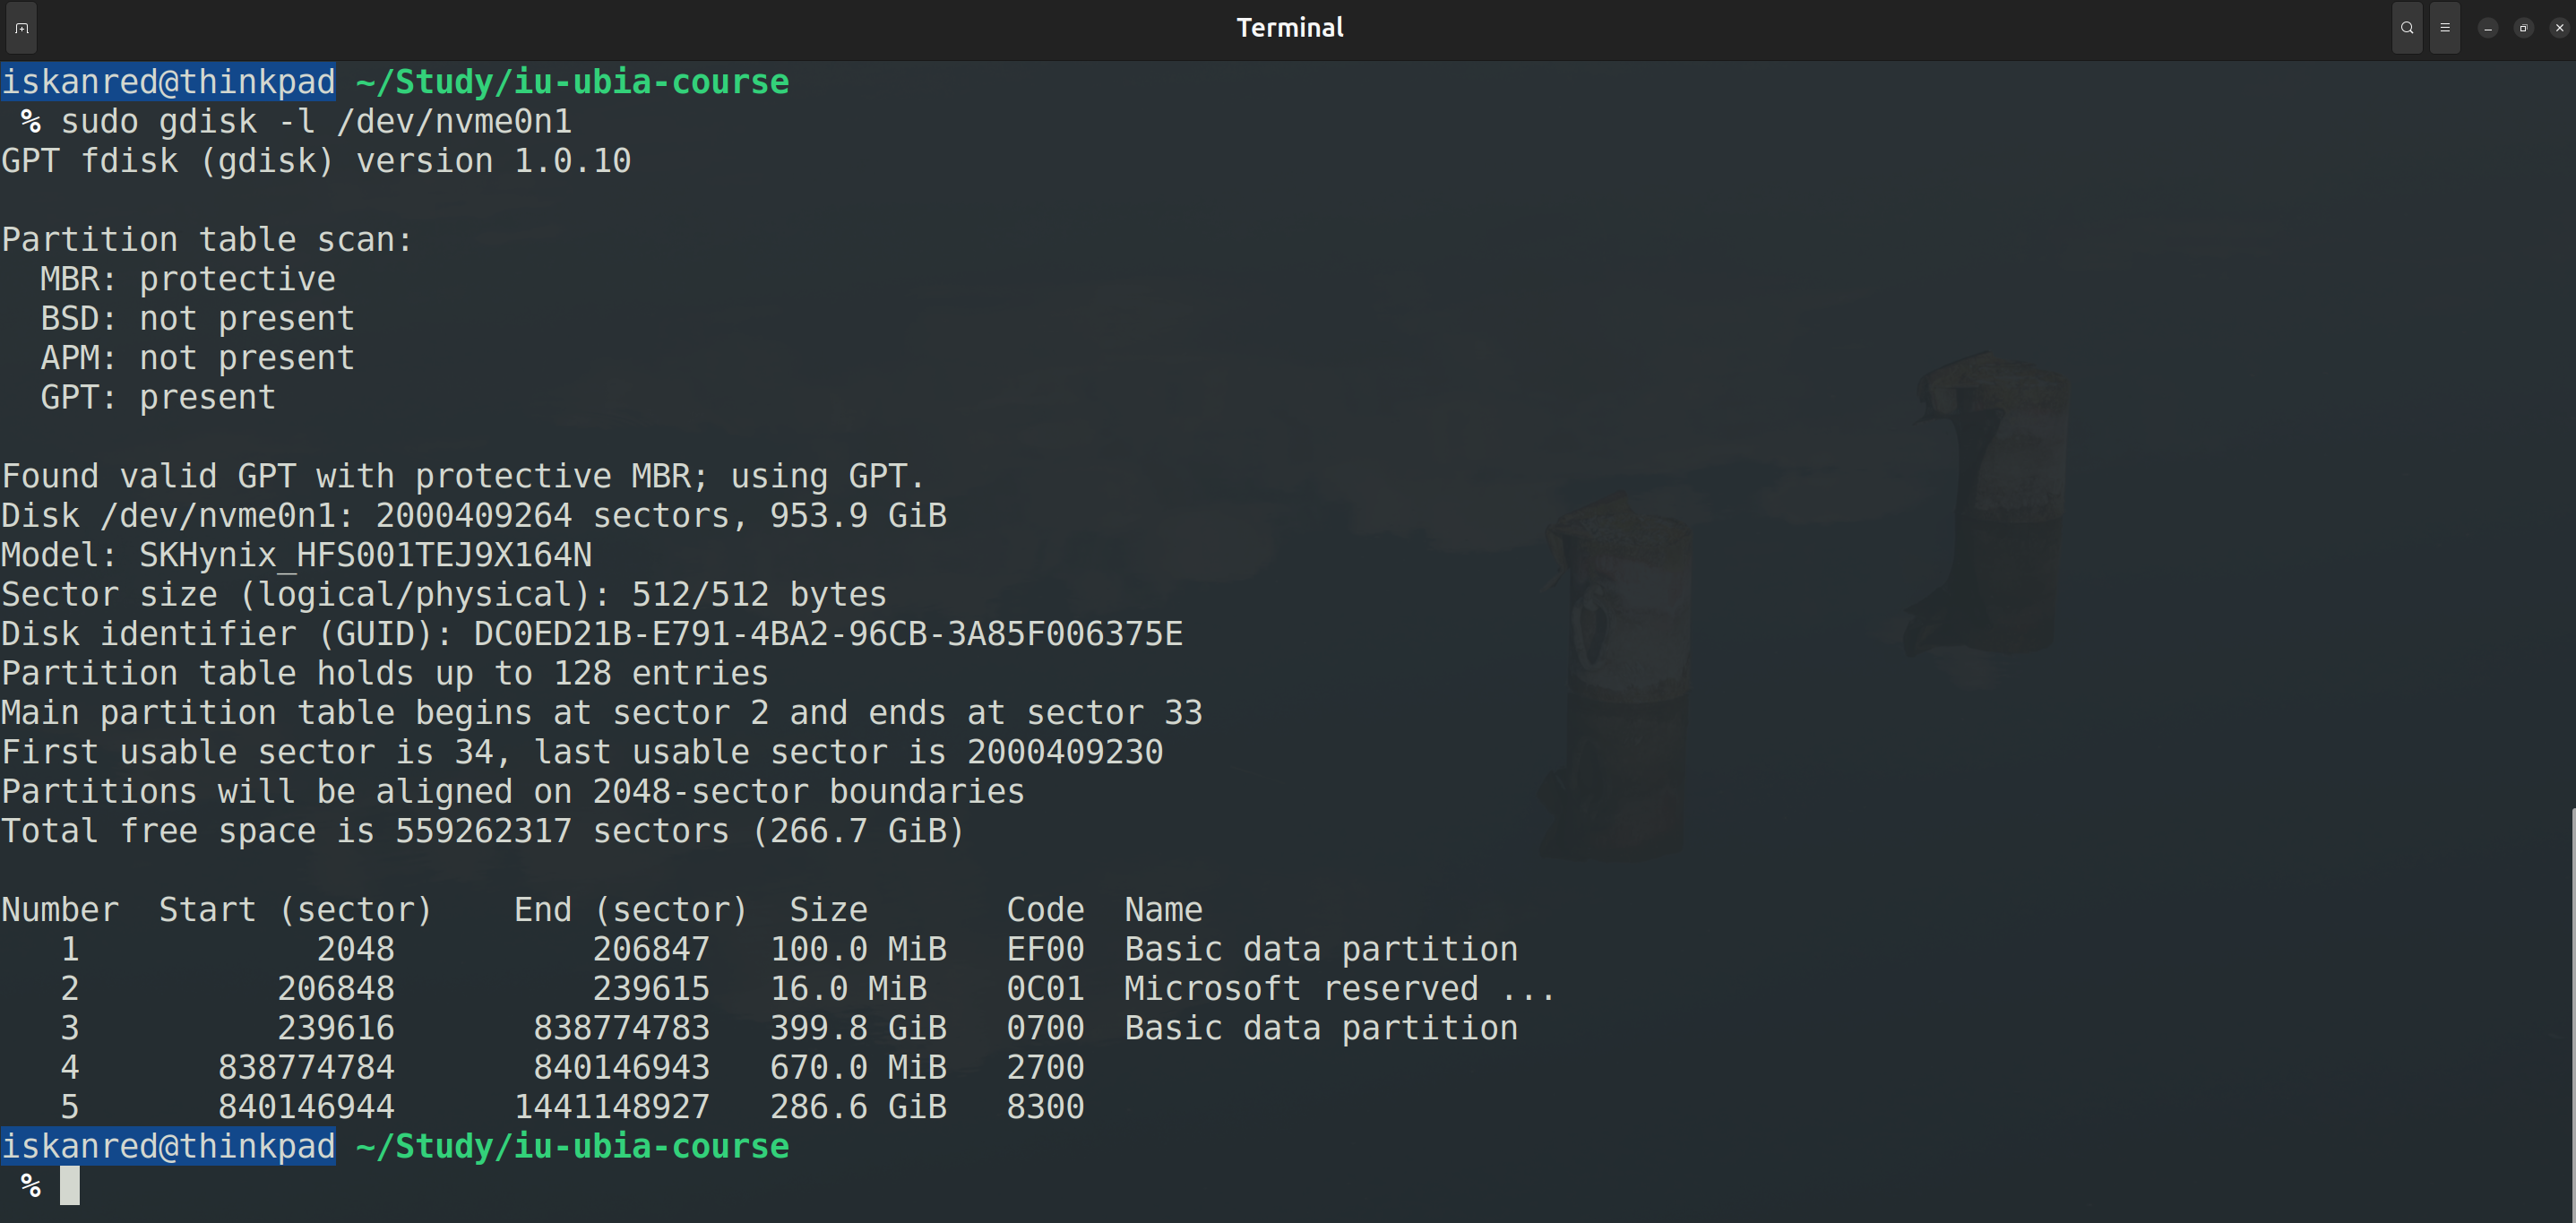 Terminal
iskanred@thinkpad ~/Study/iu-ubia-course
% sudo gdisk -l /dev/nvme0n1
GPT fdisk (gdisk) version 1.0.10
Partition table scan:
MBR: protective
BSD: not present
APM: not present
GPT: present
Found valid GPT with protective MBR; using GPT.
Disk /dev/nvme0n1: 2000409264 sectors, 953.9 GiB
Model: SKHynix_HFS001TEJ9X164N
Sector size (logical/physical): 512/512 bytes
Disk identifier (GUID): DC0ED21B-E791-4BA2-96CB-3A85F006375E
Partition table holds up to 128 entries
Main partition table begins at sector 2 and ends at sector 33
First usable sector is 34, last usable sector is 2000409230
Partitions will be aligned on 2048-sector boundaries
Total free space is 559262317 sectors (266.7 GiB)
Number  Start (sector)    End (sector)  Size       Code  Name
1            2048          206847   100.0 MiB   EF00  Basic data partition
2          206848          239615   16.0 MiB    0C01  Microsoft reserved ...
3          239616       838774783   399.8 GiB   0700  Basic data partition
4       838774784       840146943   670.0 MiB   2700
5       840146944      1441148927   286.6 GiB   8300
iskanred@thinkpad ~/Study/iu-ubia-course
%